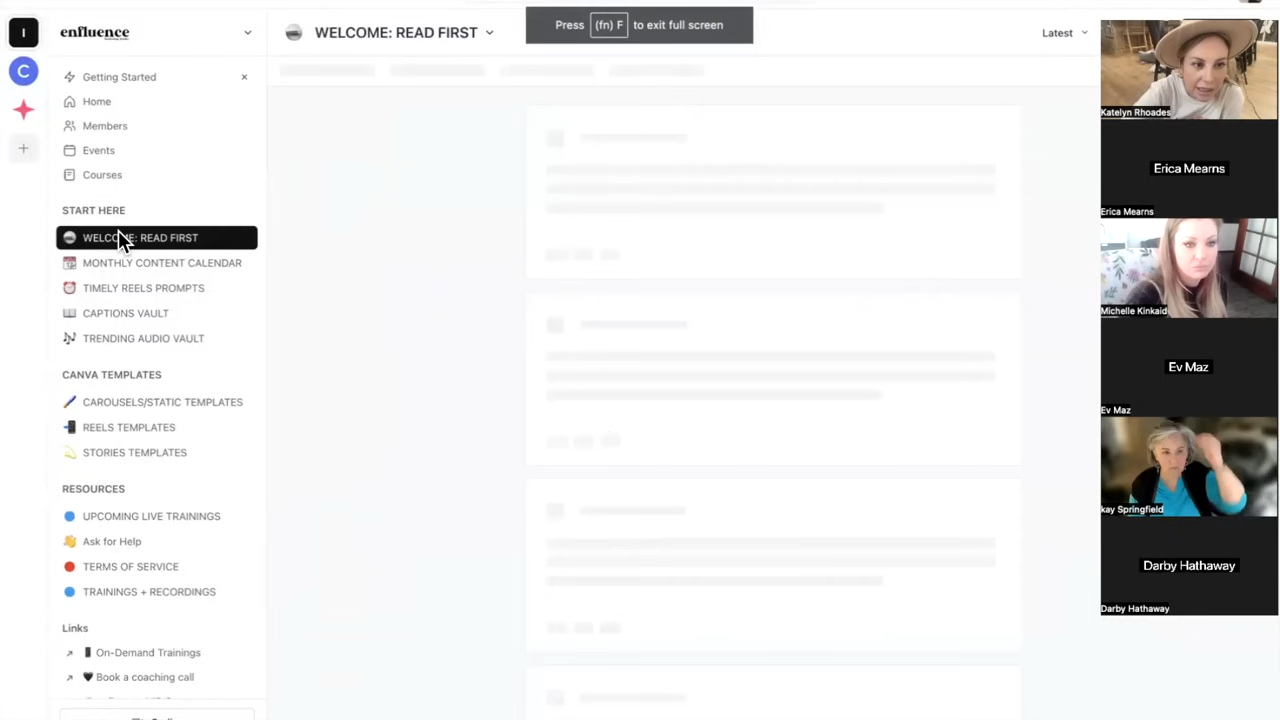 Press (fn) F to exit full screen
I
enfluence
WELCOME: READ FIRST
Latest
C
Getting Started
×
Home
Members
Events
Courses
START HERE
WELCOME: READ FIRST
MONTHLY CONTENT CALENDAR
TIMELY REELS PROMPTS
CAPTIONS VAULT
TRENDING AUDIO VAULT
CANVA TEMPLATES
CAROUSELS/STATIC TEMPLATES
REELS TEMPLATES
STORIES TEMPLATES
RESOURCES
UPCOMING LIVE TRAININGS
Ask for Help
TERMS OF SERVICE
TRAININGS + RECORDINGS
Links
On-Demand Trainings
Book a coaching call
Katelyn Rhoades
Erica Mearns
Erica Mearns
Michelle Kinkaid
Ev Maz
Ev Maz
kay Springfield
Darby Hathaway
Darby Hathaway